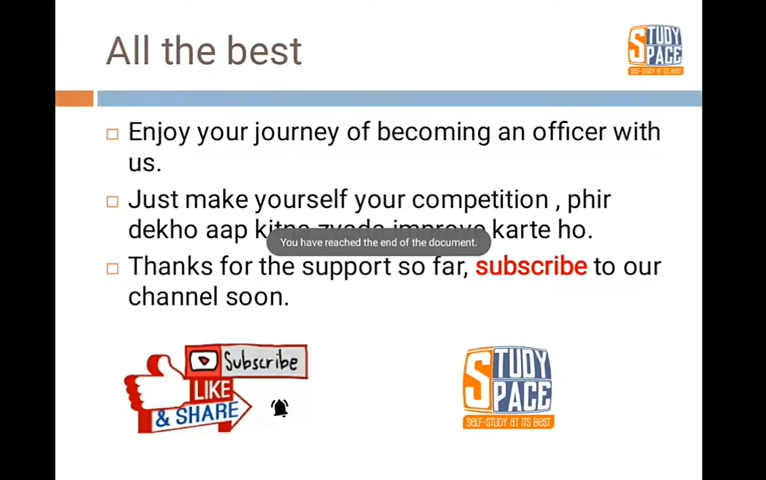 All the best
STUDY
SPACE
SELF-STUDY AT ITS BEST
Enjoy your journey of becoming an officer with
us.
Just make yourself your competition , phir
dekho aap kitna zyada improve karte ho.
You have reached the end of the document.
Thanks for the support so far, subscribe to our
channel soon.
Subscribe
LIKE
& SHARE
STUDY
SPACE
SELF-STUDY AT ITS BEST